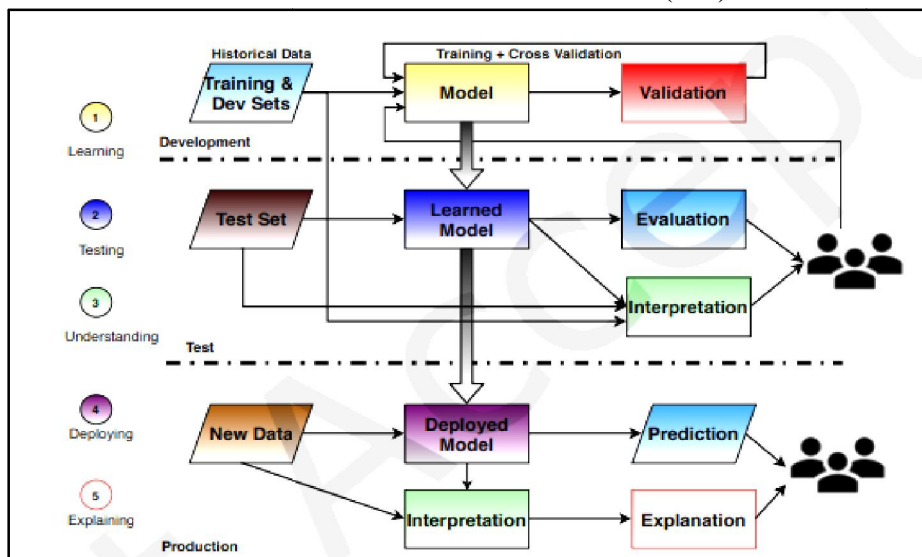 Historical Data
Training + Cross Validation
Training &
Dev Sets
Model
Validation
1
Learning
Development
2
Testing
Test Set
Learned
Model
Evaluation
3
Understanding
Interpretation
Test
4
Deploying
New Data
Deployed
Model
Prediction
5
Explaining
Interpretation
Explanation
Production